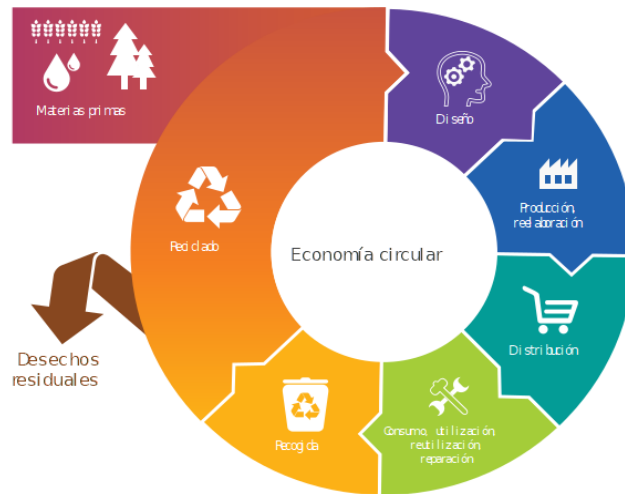 Materias primas
Diseño
Producción,
reelaboración
Reciclado
Economía circular
Distribución
Desechos
residuales
Consumo, utilización,
reutilización,
reparación
Recogida